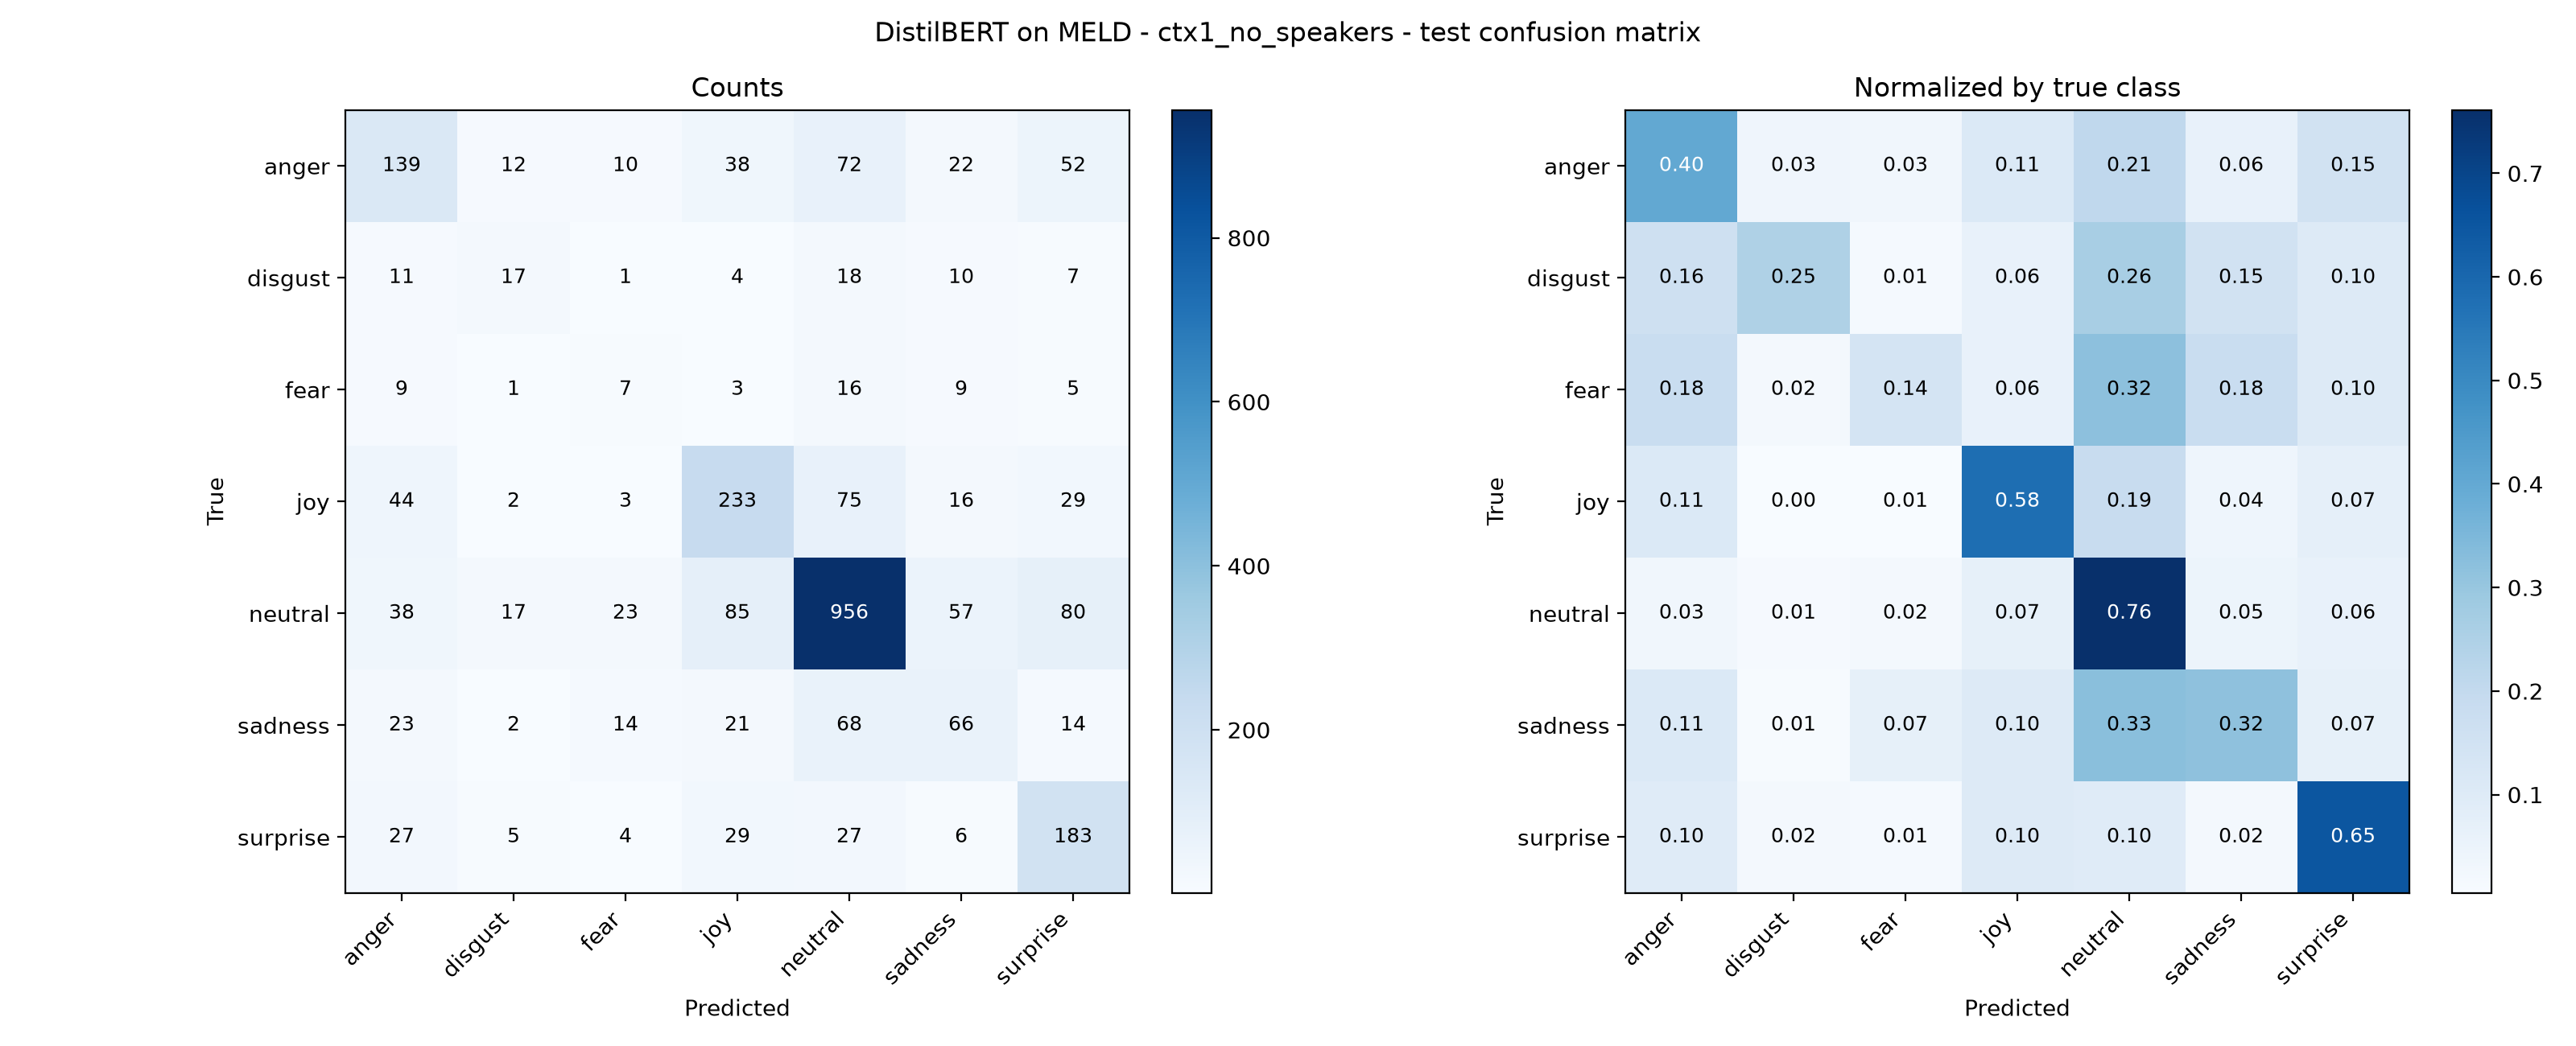 DistilBERT on MELD - ctx1_no_speakers - test confusion matrix
Counts
anger 139 12 10 38 72 22 52
disgust 11 17 1 4 18 10 7
fear 9 1 7 3 16 9 5
joy 44 2 3 233 75 16 29
neutral 38 17 23 85 956 57 80
sadness 23 2 14 21 68 66 14
surprise 27 5 4 29 27 6 183
True
anger disgust fear joy neutral sadness surprise
Predicted
800
600
400
200
Normalized by true class
anger 0.40 0.03 0.03 0.11 0.21 0.06 0.15
disgust 0.16 0.25 0.01 0.06 0.26 0.15 0.10
fear 0.18 0.02 0.14 0.06 0.32 0.18 0.10
joy 0.11 0.00 0.01 0.58 0.19 0.04 0.07
neutral 0.03 0.01 0.02 0.07 0.76 0.05 0.06
sadness 0.11 0.01 0.07 0.10 0.33 0.32 0.07
surprise 0.10 0.02 0.01 0.10 0.10 0.02 0.65
True
anger disgust fear joy neutral sadness surprise
Predicted
0.7
0.6
0.5
0.4
0.3
0.2
0.1